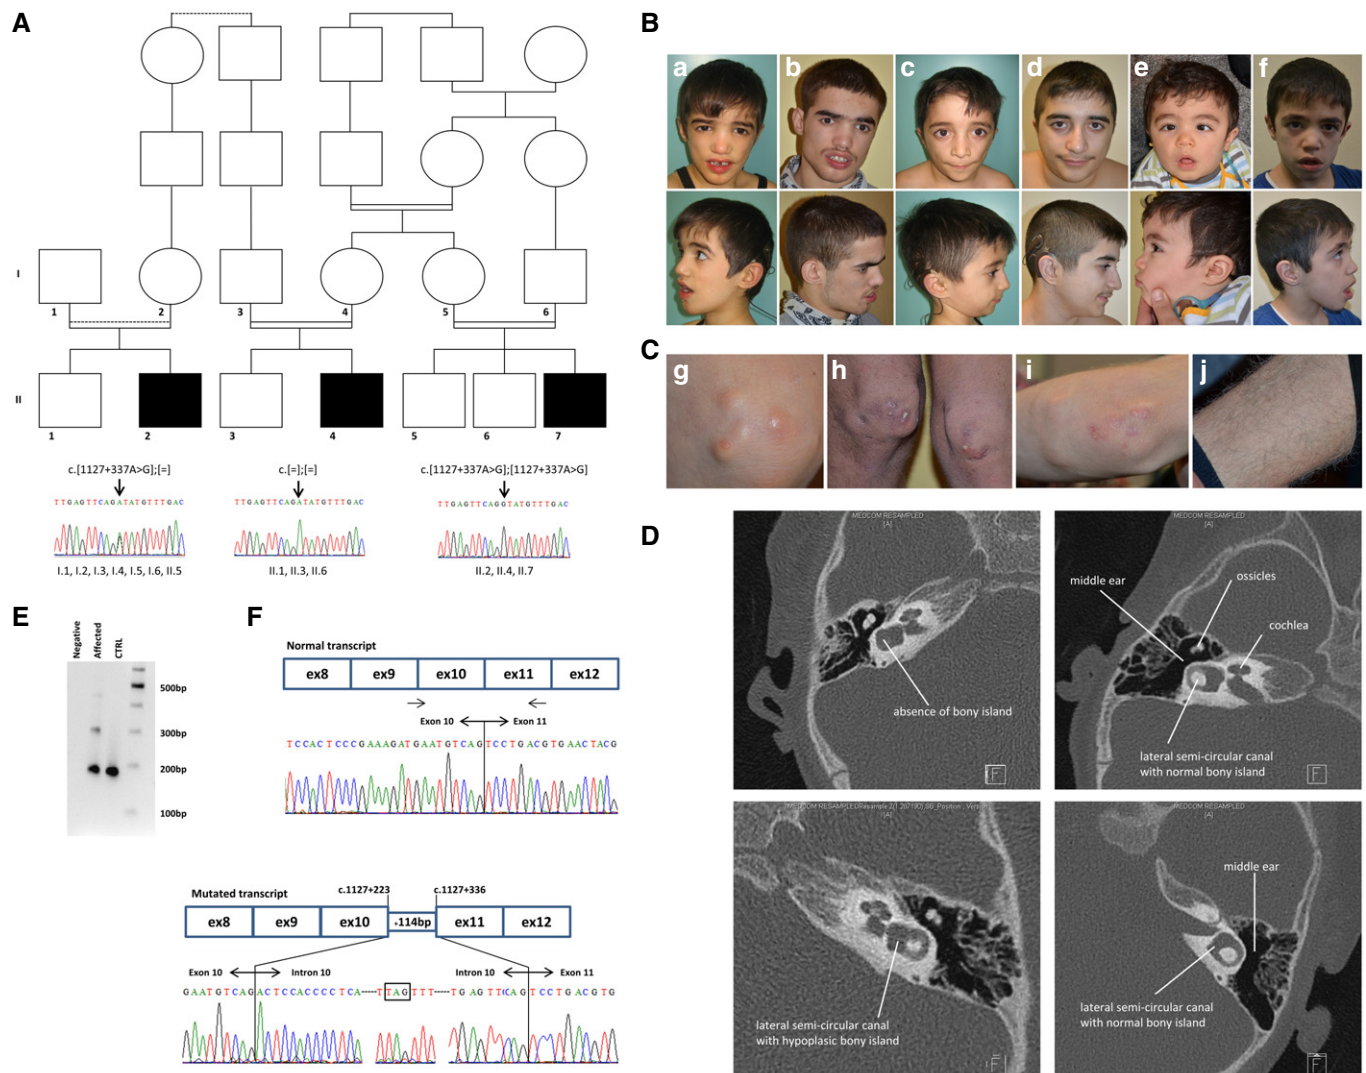 A
I
1
2
3
4
5
6
II
1
2
3
4
5
6
7
c.[1127+337A>G];[=]
c.[=];[=]
c.[1127+337A>G];[1127+337A>G]
TTGAGTTCAGATATGTTTGAC
TTGAGTTCAGATATGTTTGAC
TTGAGTTCAGGTATGTTTGAC
I.1, I.2, I.3, I.4, I.5, I.6, II.5
II.1, II.3, II.6
II.2, II.4, II.7
B
a
b
c
d
e
f
C
g
h
i
j
D
MEDCOM RESAMPLED
[A]
absence of bony island
F
MEDCOM RESAMPLED
[A]
middle ear
ossicles
cochlea
lateral semi-circular canal
with normal bony island
F
[A]
lateral semi-circular canal
with hypoplasic bony island
F
MEDCOM RESAMPLED
[A]
middle ear
lateral semi-circular canal
with normal bony island
F
E
Negative
Affected
CTRL
500bp
300bp
200bp
100bp
F
Normal transcript
ex8
ex9
ex10
ex11
ex12
Exon 10
Exon 11
TCCACTCCCGAAAGATGAATGTCAGTCCTGACGTGAACTACG
Mutated transcript
c.1127+223
c.1127+336
ex8
ex9
ex10
+114bp
ex11
ex12
Exon 10
Intron 10
Intron 10
Exon 11
GAATGTCAGACTCCACCCCTCA----TTAGTTT----TGAGTTCAGTCCTGACGTG